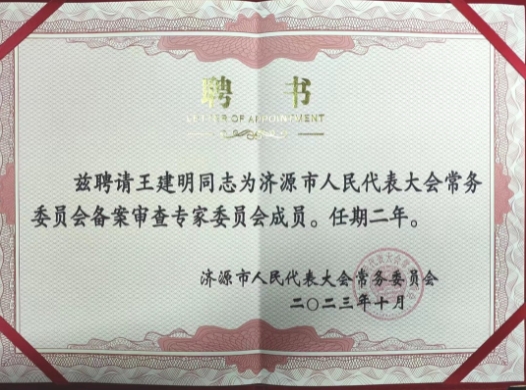 聘 书
LETTER OF APPOINTMENT
兹聘请王建明同志为济源市人民代表大会常务
委员会备案审查专家委员会成员。任期二年。
济源市人民代表大会常务委员会
二〇二三年十月